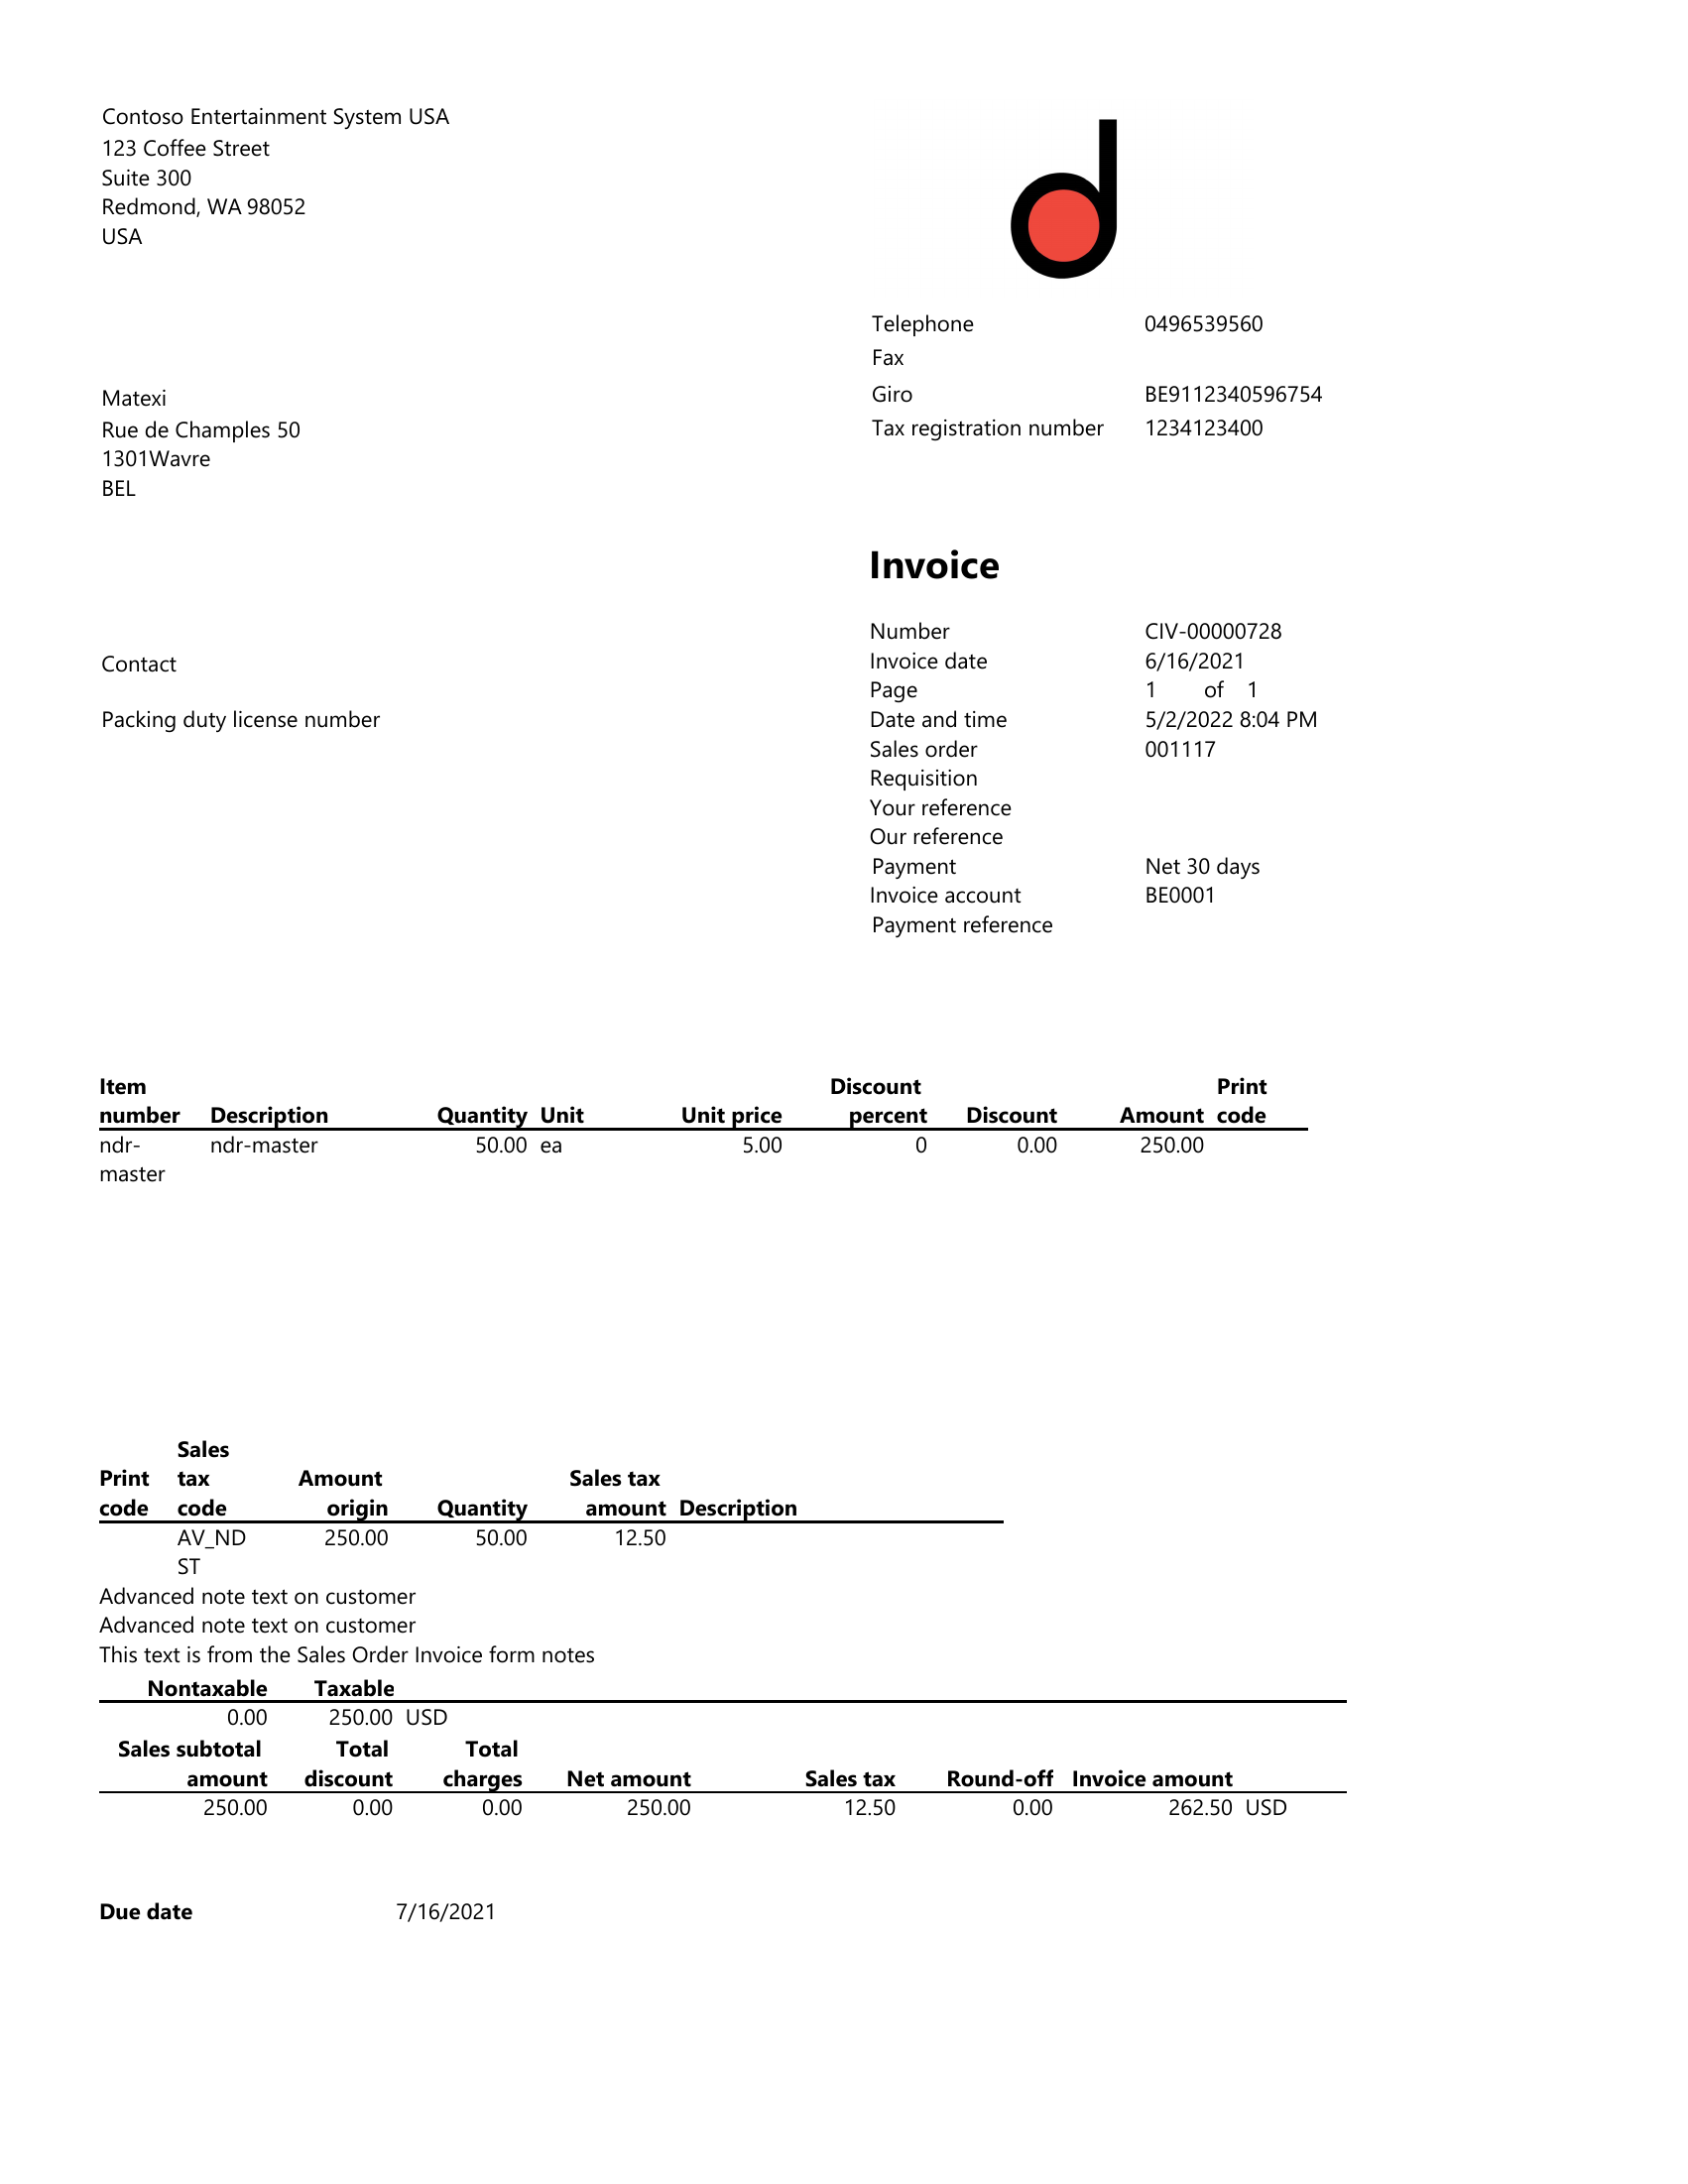 Contoso Entertainment System USA
123 Coffee Street
Suite 300
Redmond, WA 98052
USA
Telephone 0496539560
Fax
Giro BE9112340596754
Tax registration number 1234123400
Matexi
Rue de Champles 50
1301Wavre
BEL
Invoice
Number CIV-00000728
Invoice date 6/16/2021
Page 1 of 1
Date and time 5/2/2022 8:04 PM
Sales order 001117
Requisition
Your reference
Our reference
Payment Net 30 days
Invoice account BE0001
Payment reference
Contact
Packing duty license number
Item Discount Print
number Description Quantity Unit Unit price percent Discount Amount code
ndr- ndr-master 50.00 ea 5.00 0 0.00 250.00
master
Sales
Print tax Amount Sales tax
code code origin Quantity amount Description
AV_ND 250.00 50.00 12.50
ST
Advanced note text on customer
Advanced note text on customer
This text is from the Sales Order Invoice form notes
Nontaxable Taxable
0.00 250.00 USD
Sales subtotal Total Total
amount discount charges Net amount Sales tax Round-off Invoice amount
250.00 0.00 0.00 250.00 12.50 0.00 262.50 USD
Due date 7/16/2021